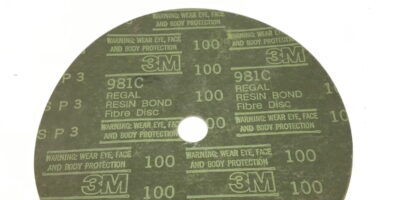 WARNING: WEAR EYE, FACE
AND BODY PROTECTION
3M
100
100
981C
REGAL
RESIN BOND
Fibre Disc
981C
REGAL
RESIN BOND
Fibre Disc
S P 3
S P 3
100
100
WARNING: WEAR EYE, FACE
AND BODY PROTECTION
3M
100
WARNING: WEAR EYE, FACE
AND BODY PROTECTION
3M
100
100